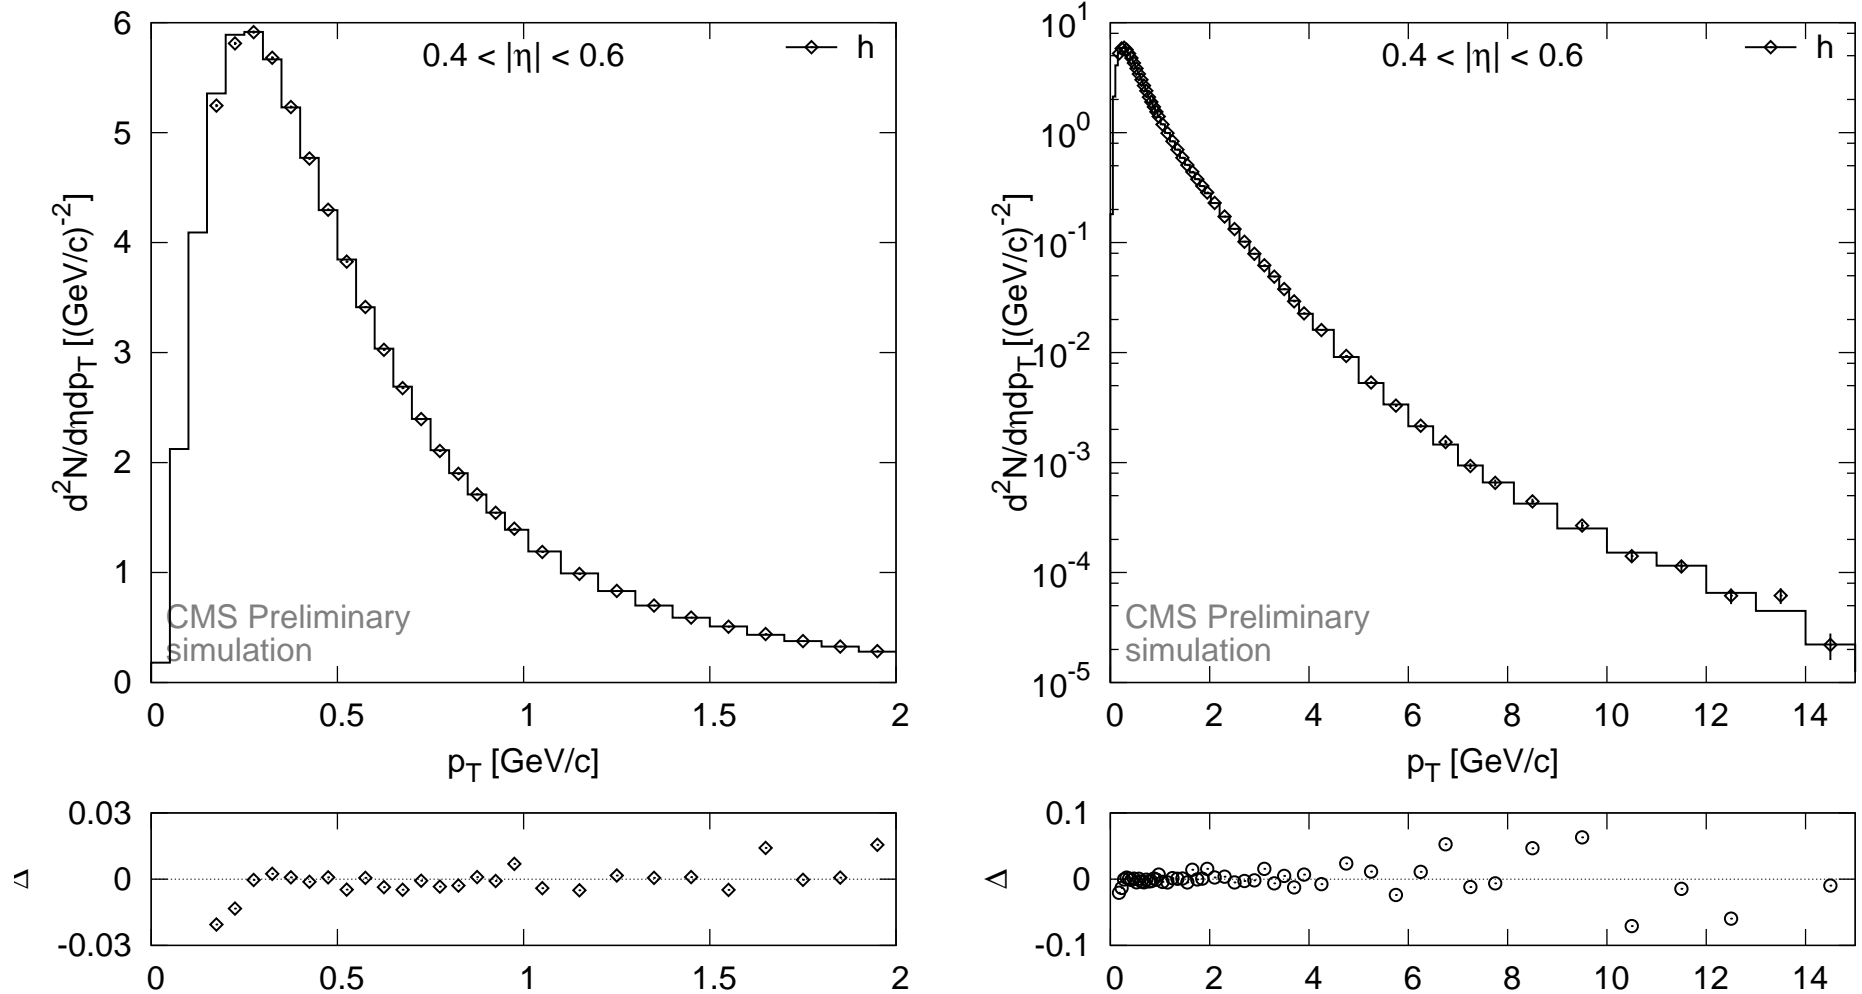 6
5
4
3
2
1
0
d²N/dηdp_T [(GeV/c)⁻²]
0.4 < |η| < 0.6
h
CMS Preliminary
simulation
0 0.5 1 1.5 2
p_T [GeV/c]
0.03
0
-0.03
Δ
0 0.5 1 1.5 2
10¹
10⁰
10⁻¹
10⁻²
10⁻³
10⁻⁴
10⁻⁵
d²N/dηdp_T [(GeV/c)⁻²]
0.4 < |η| < 0.6
h
CMS Preliminary
simulation
0 2 4 6 8 10 12 14
p_T [GeV/c]
0.1
0
-0.1
Δ
0 2 4 6 8 10 12 14